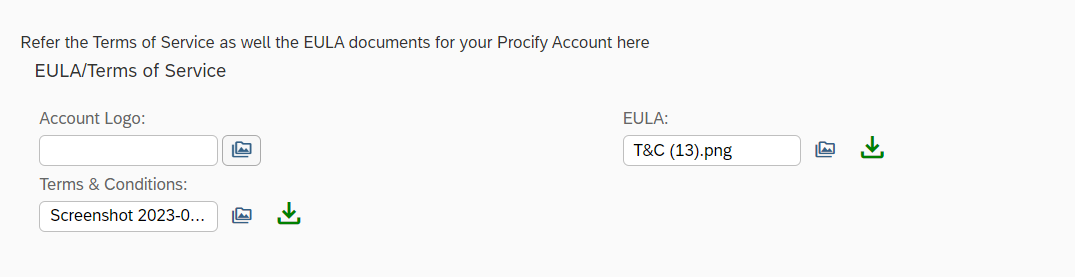 Refer the Terms of Service as well the EULA documents for your Procify Account here
EULA/Terms of Service
Account Logo:
EULA:
T&C (13).png
Terms & Conditions:
Screenshot 2023-0...